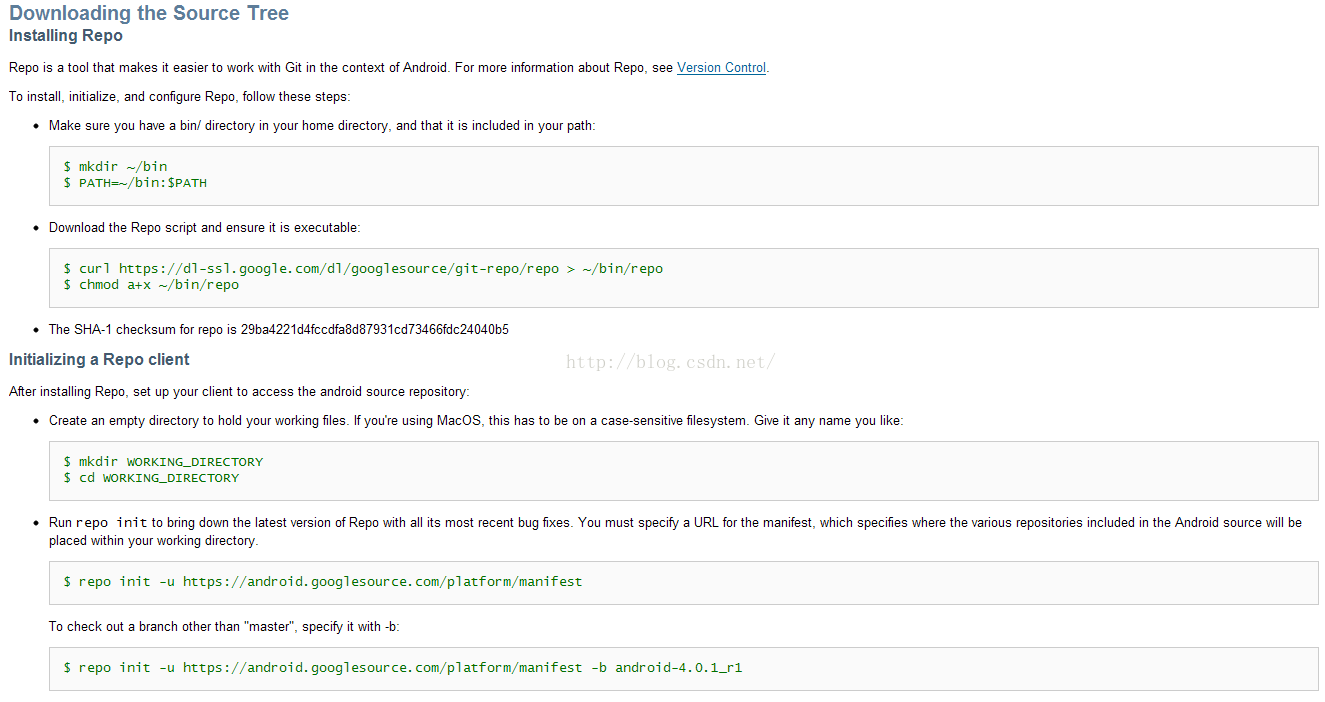 Downloading the Source Tree
Installing Repo
Repo is a tool that makes it easier to work with Git in the context of Android. For more information about Repo, see Version Control.
To install, initialize, and configure Repo, follow these steps:
• Make sure you have a bin/ directory in your home directory, and that it is included in your path:
$ mkdir ~/bin
$ PATH=~/bin:$PATH
• Download the Repo script and ensure it is executable:
$ curl https://dl-ssl.google.com/dl/googlesource/git-repo/repo > ~/bin/repo
$ chmod a+x ~/bin/repo
• The SHA-1 checksum for repo is 29ba4221d4fccdfa8d87931cd73466fdc24040b5
Initializing a Repo client
http://blog.csdn.net/
After installing Repo, set up your client to access the android source repository:
• Create an empty directory to hold your working files. If you're using MacOS, this has to be on a case-sensitive filesystem. Give it any name you like:
$ mkdir WORKING_DIRECTORY
$ cd WORKING_DIRECTORY
• Run repo init to bring down the latest version of Repo with all its most recent bug fixes. You must specify a URL for the manifest, which specifies where the various repositories included in the Android source will be
placed within your working directory.
$ repo init -u https://android.googlesource.com/platform/manifest
To check out a branch other than "master", specify it with -b:
$ repo init -u https://android.googlesource.com/platform/manifest -b android-4.0.1_r1